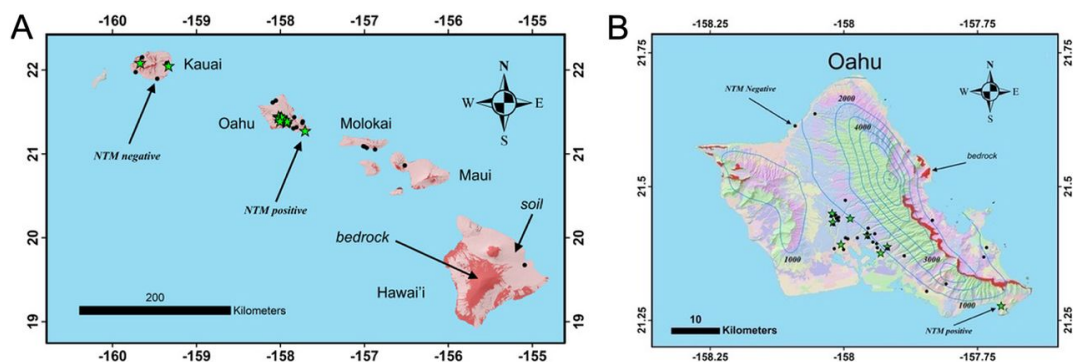 A
-160 -159 -158 -157 -156 -155
22
21
20
19
Kauai
N
W E
S
Oahu
Molokai
NTM negative
Maui
NTM positive
soil
bedrock
Hawai'i
200
Kilometers
22
21
20
19
-160 -159 -158 -157 -156 -155
B
-158.25 -158 -157.75
21.75
21.5
21.25
Oahu
NTM Negative
2000
4000
N
W E
S
bedrock
1000
3000
1000
10
Kilometers
NTM positive
21.75
21.5
21.25
-158.25 -158 -157.75